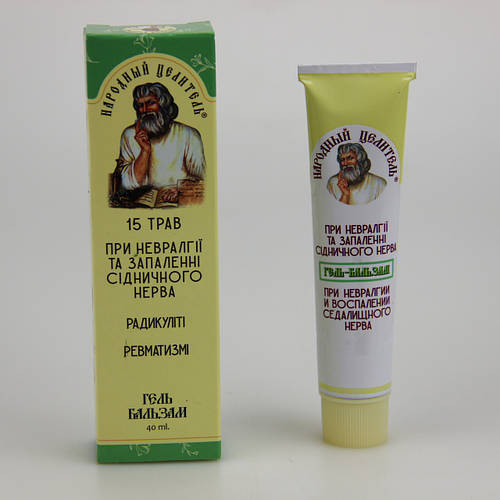 НАРОДНЫЙ ЦЕЛИТЕЛЬ®
15 ТРАВ
ПРИ НЕВРАЛГІЇ
ТА ЗАПАЛЕННІ
СІДНИЧНОГО
НЕРВА
РАДИКУЛІТІ
РЕВМАТИЗМІ
ГЕЛЬ
БАЛЬЗАМ
40 ml.
НАРОДНЫЙ ЦЕЛИТЕЛЬ®
ПРИ НЕВРАЛГІЇ
ТА ЗАПАЛЕННІ
СІДНИЧНОГО НЕРВА
ГЕЛЬ-БАЛЬЗАМ
ПРИ НЕВРАЛГИИ
И ВОСПАЛЕНИИ
СЕДАЛИЩНОГО
НЕРВА